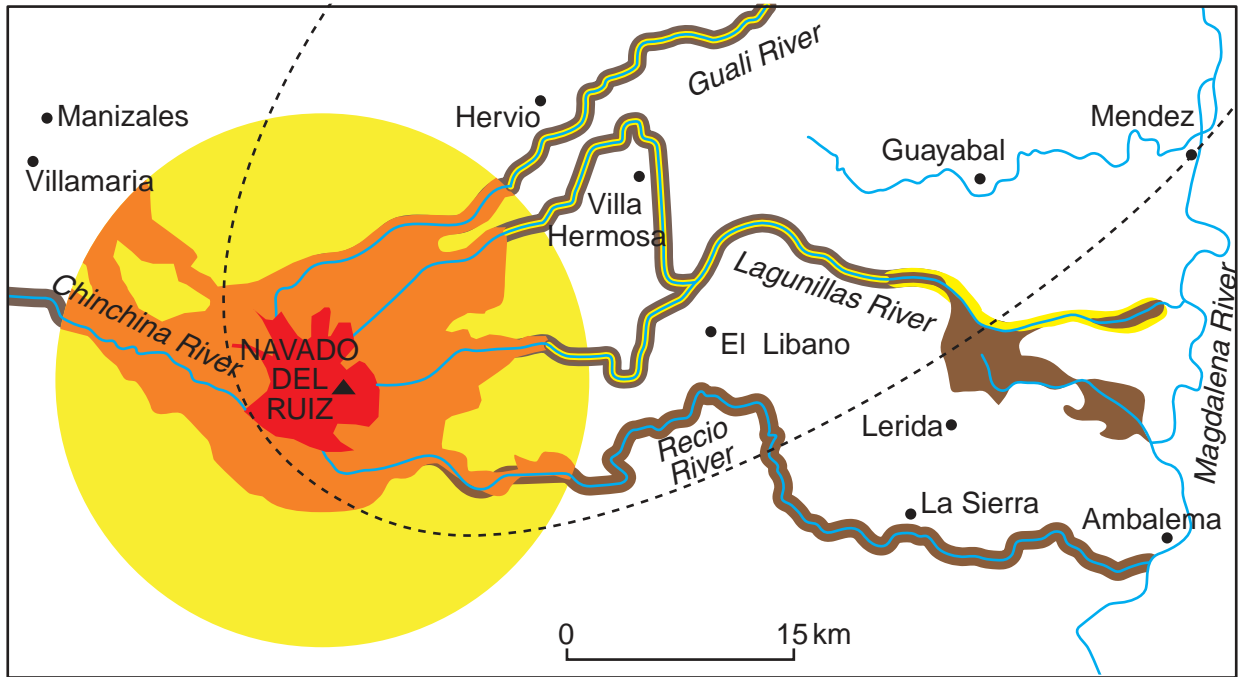 Guali River
Manizales
Hervio
Mendez
Villamaria
Guayabal
Villa
Hermosa
Chinchina River
Lagunillas River
Magdalena River
NAVADO
DEL
RUIZ
El Libano
Recio
River
Lerida
La Sierra
Ambalema
0 15 km